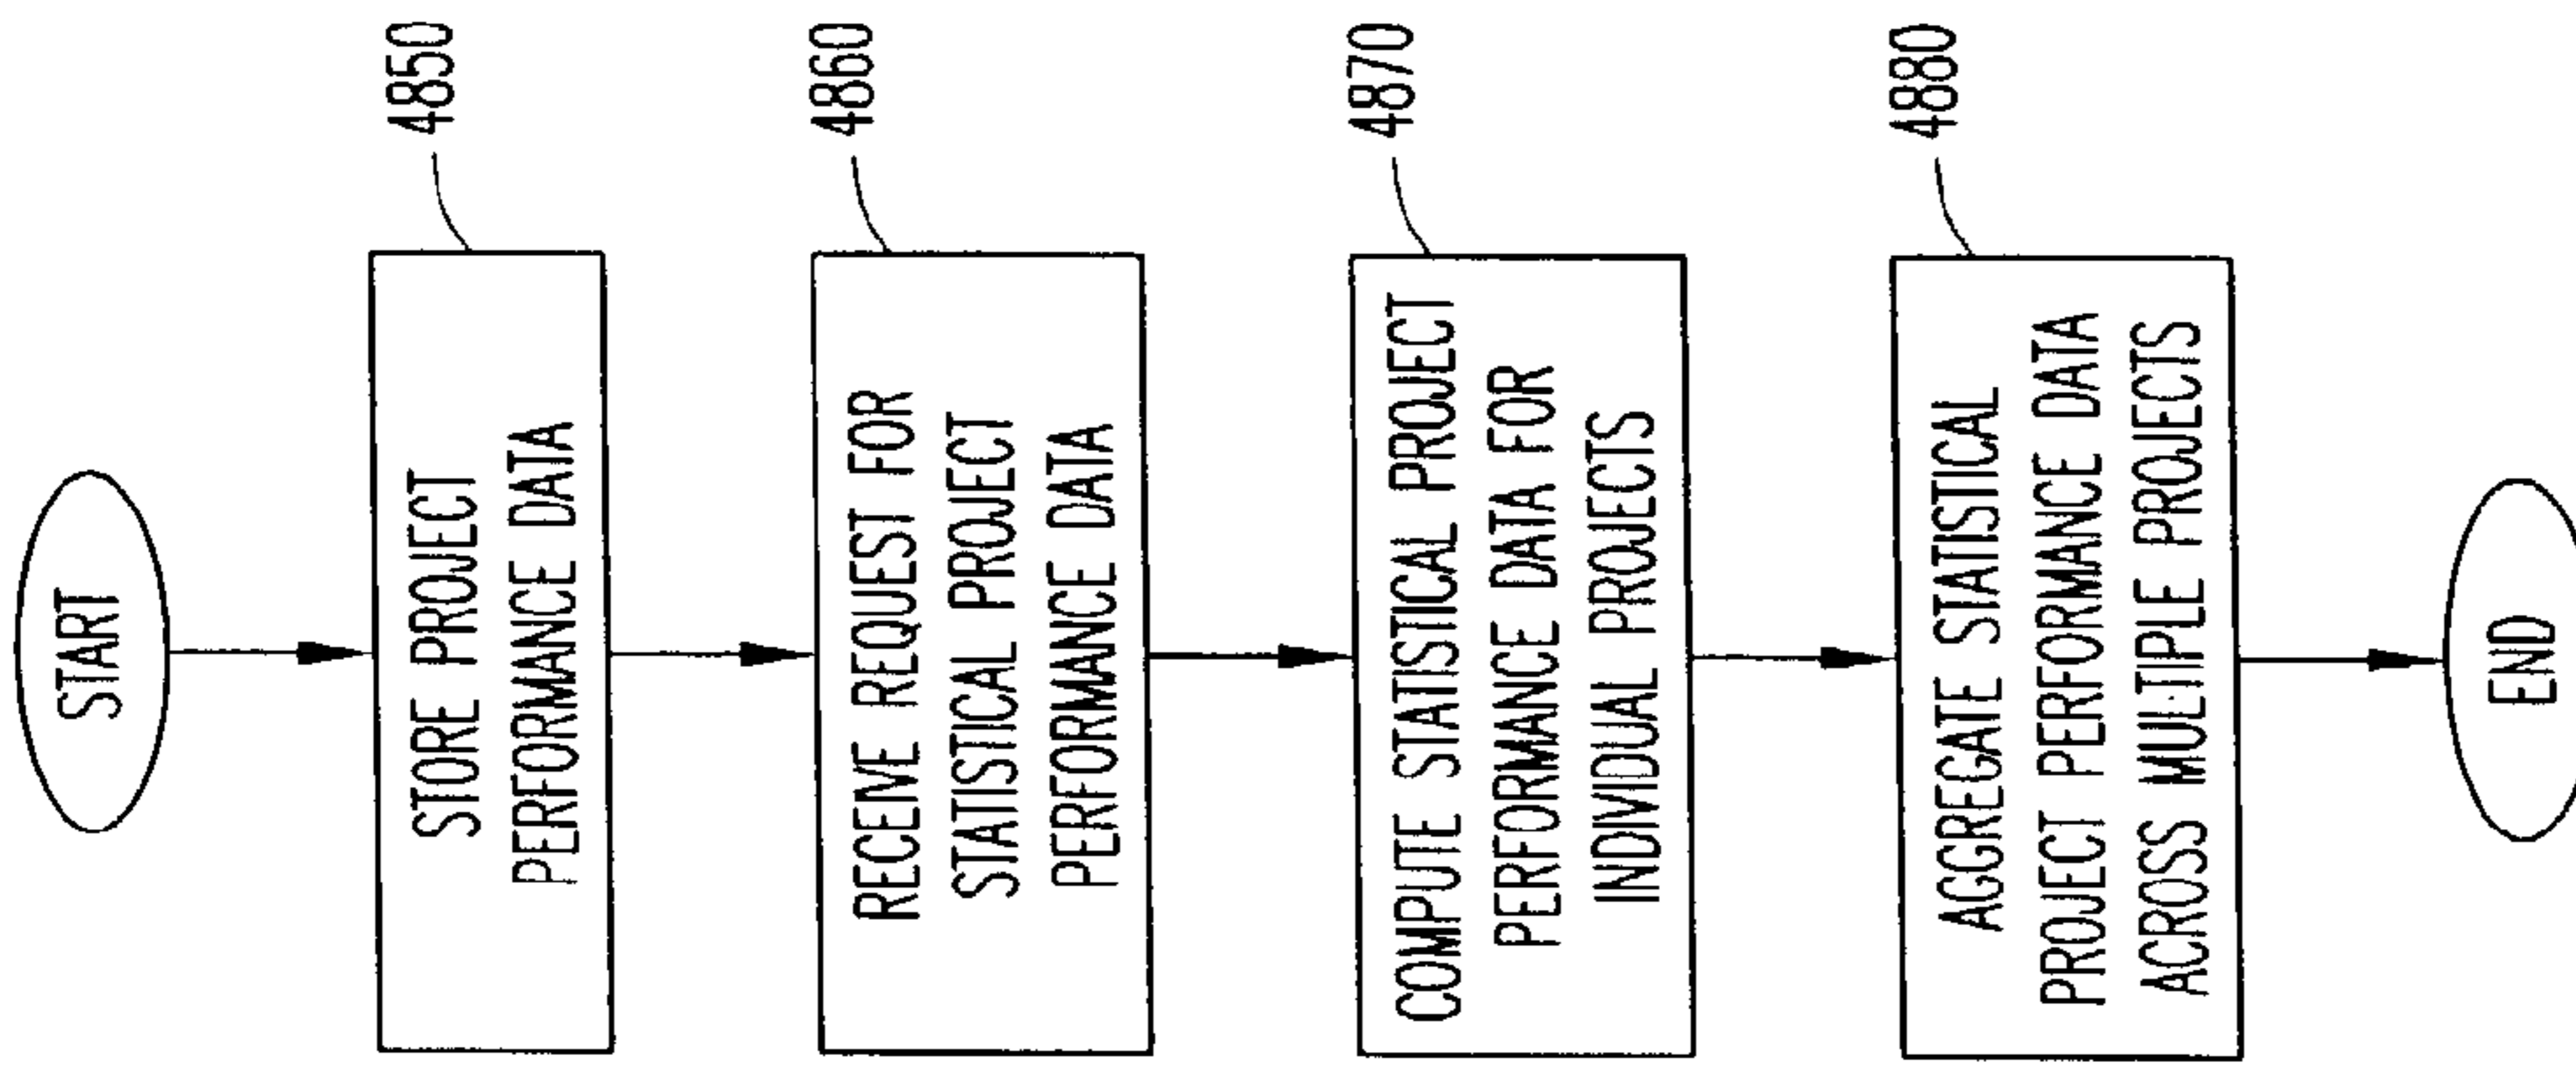 START
STORE PROJECT
PERFORMANCE DATA
4850
RECEIVE REQUEST FOR
STATISTICAL PROJECT
PERFORMANCE DATA
4860
COMPUTE STATISTICAL PROJECT
PERFORMANCE DATA FOR
INDIVIDUAL PROJECTS
4870
AGGREGATE STATISTICAL
PROJECT PERFORMANCE DATA
ACROSS MULTIPLE PROJECTS
4880
END